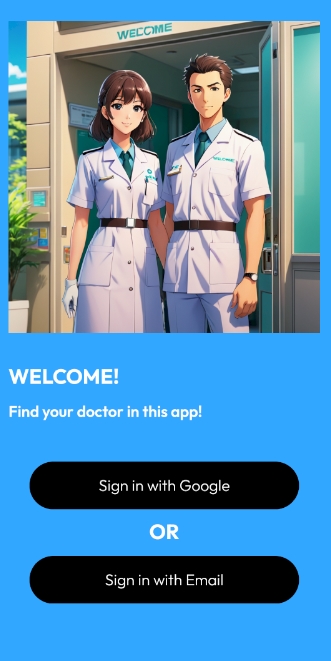 WELCOME
WELCOME
WELCOME!
Find your doctor in this app!
Sign in with Google
OR
Sign in with Email